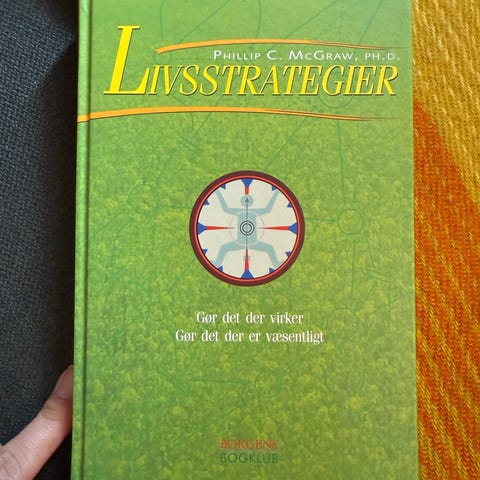 PHILLIP C. MCGRAW, PH.D.
LIVSSTRATEGIER
Gør det der virker
Gør det der er væsentligt
BORGENS
BOGKLUB